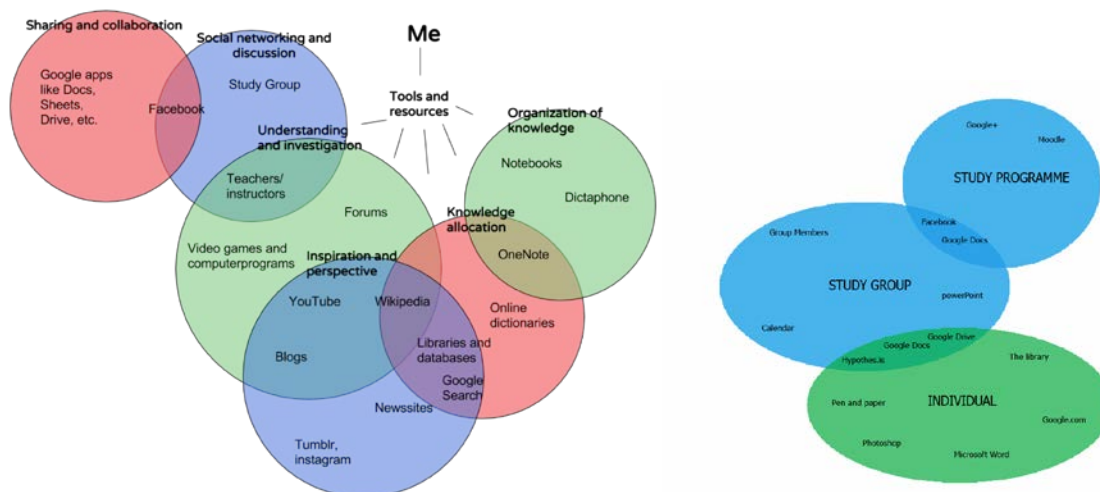 Sharing and collaboration
Google apps
like Docs,
Sheets,
Drive, etc.
Facebook
Social networking and
discussion
Study Group
Me
Tools and
resources
Understanding
and investigation
Teachers/
instructors
Forums
Video games and
computerprograms
Organization of
knowledge
Notebooks
Dictaphone
Knowledge
allocation
OneNote
Inspiration and
perspective
YouTube
Wikipedia
Online
dictionaries
Blogs
Libraries and
databases
Google
Search
Newssites
Tumblr,
instagram
Google+
Noodle
STUDY PROGRAMME
Facebook
Google Docs
Group Members
STUDY GROUP
powerPoint
Calendar
Google Drive
Google Docs
Hypothes.is
The library
Pen and paper
INDIVIDUAL
Google.com
Photoshop
Microsoft Word